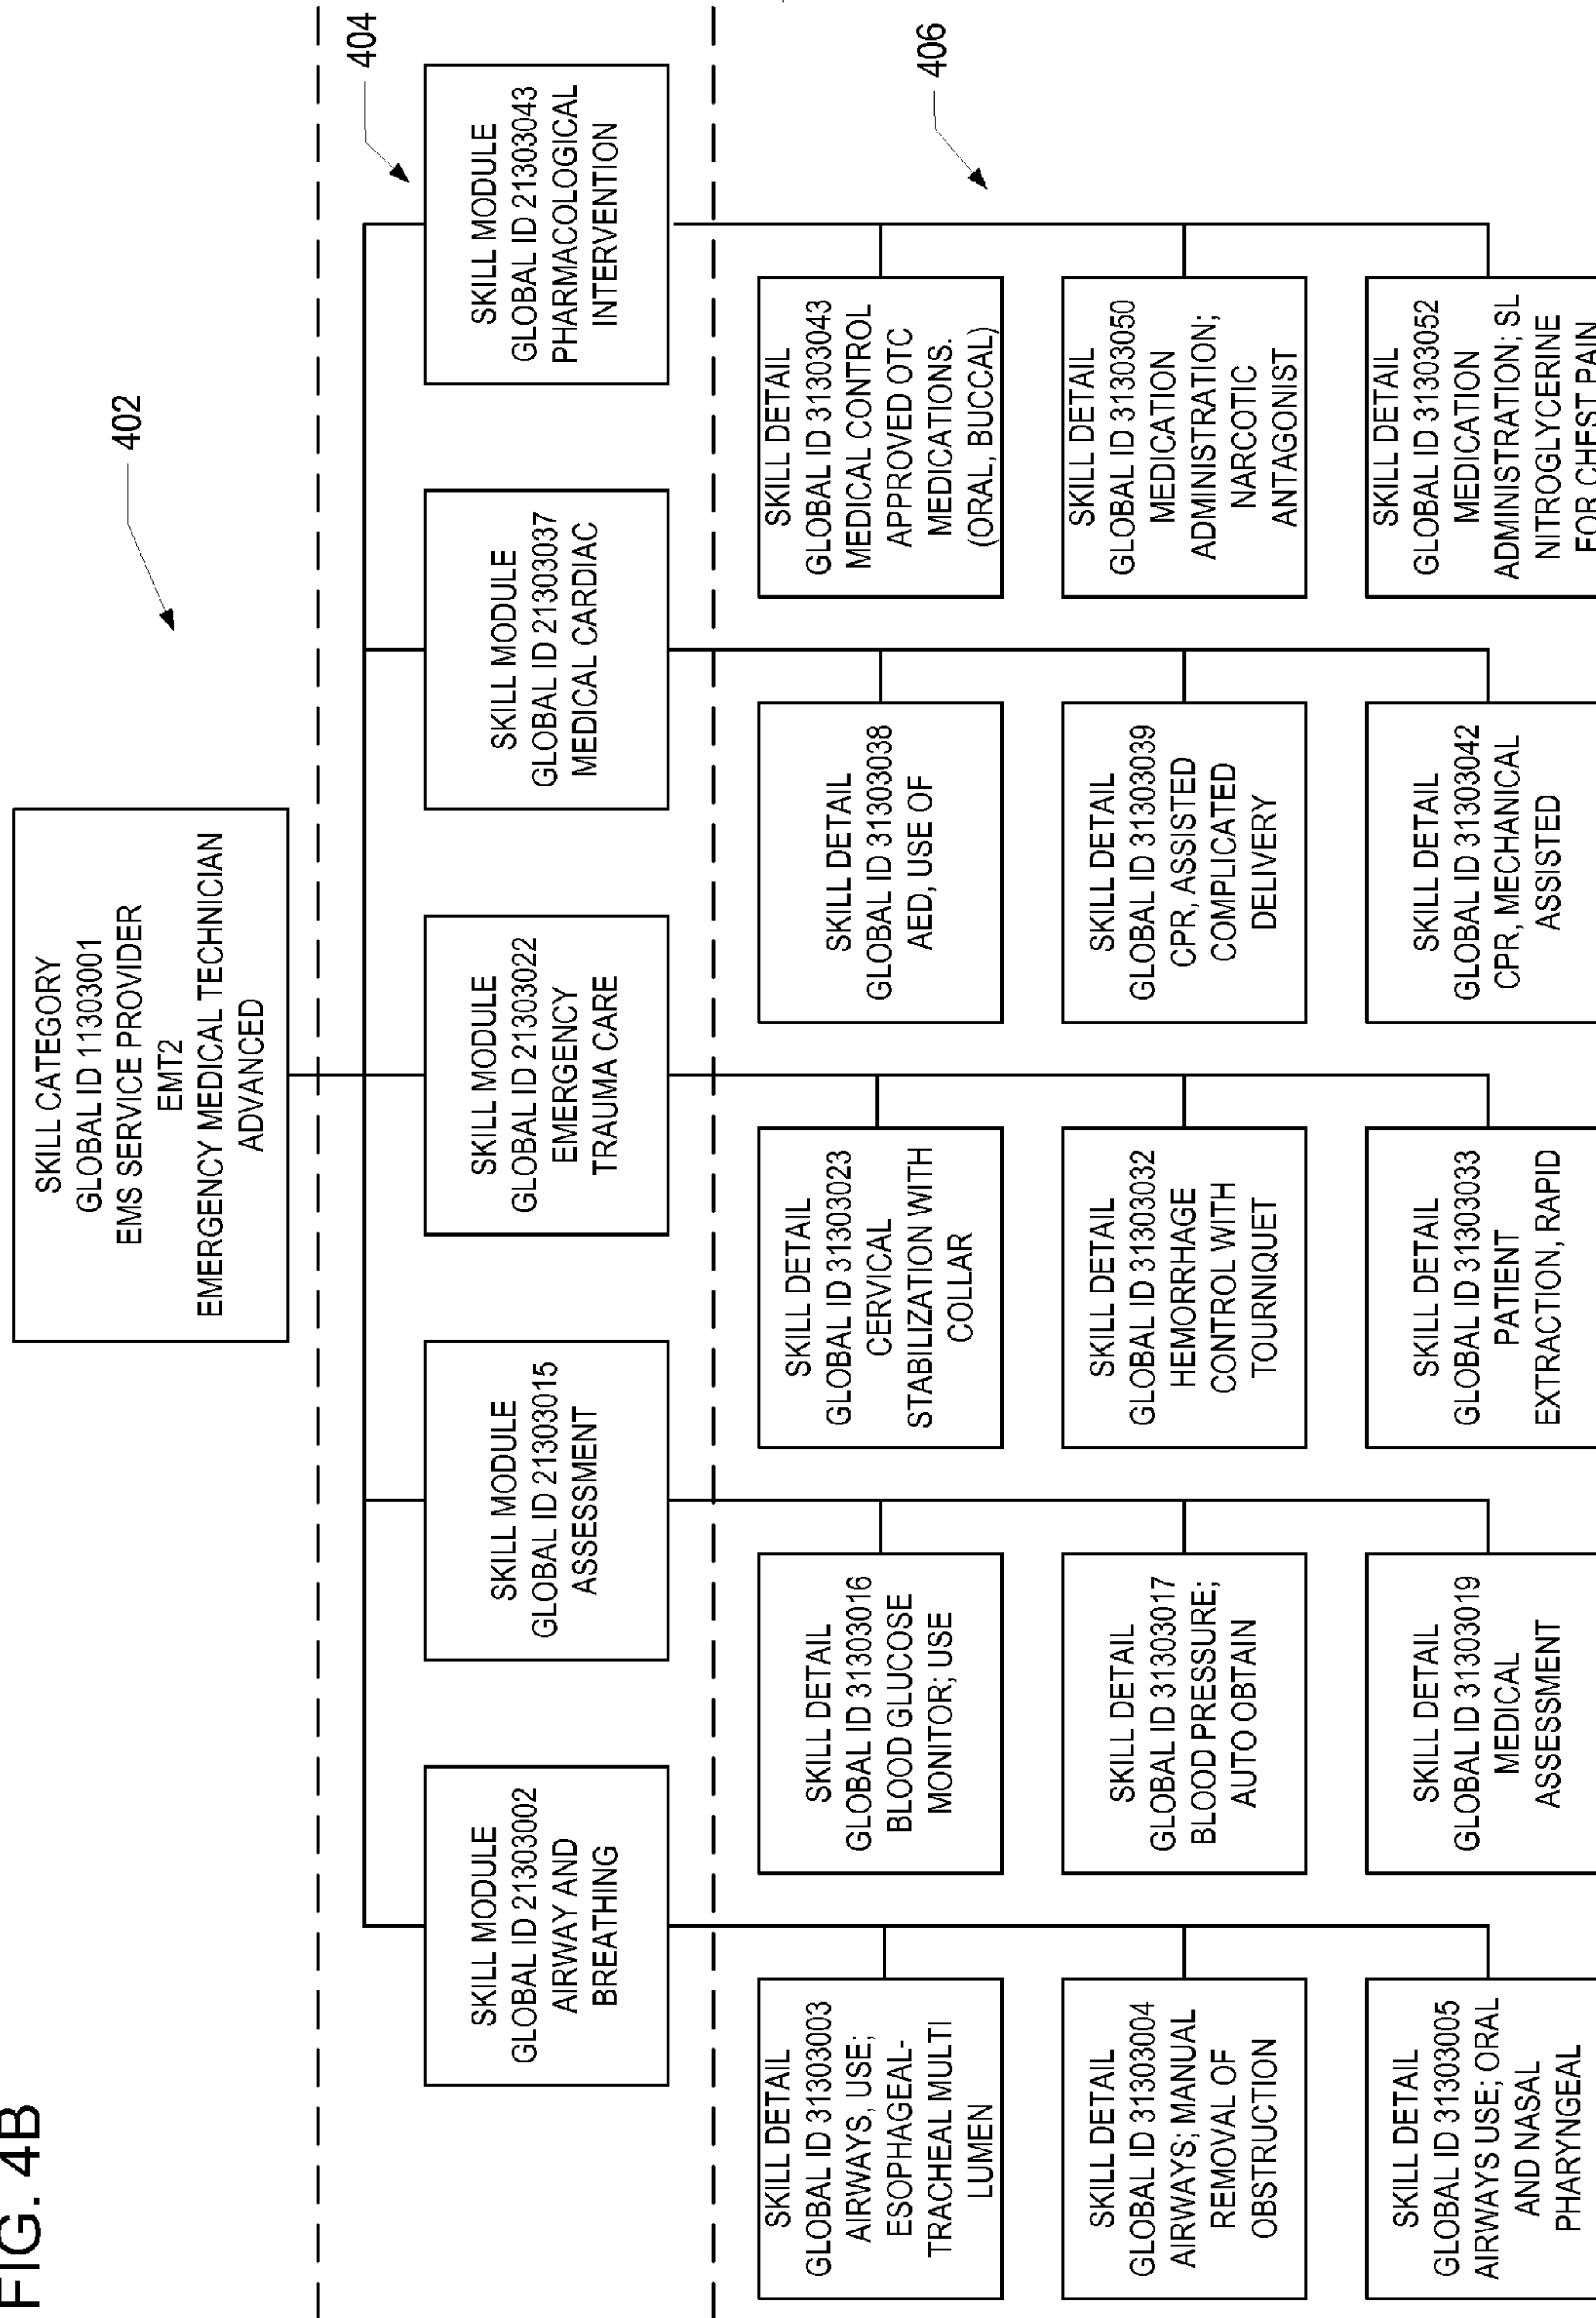 FIG. 4B
402
SKILL CATEGORY
GLOBAL ID 11303001
EMS SERVICE PROVIDER
EMT2
EMERGENCY MEDICAL TECHNICIAN
ADVANCED
404
SKILL MODULE
GLOBAL ID 21303002
AIRWAY AND
BREATHING
SKILL MODULE
GLOBAL ID 21303015
ASSESSMENT
SKILL MODULE
GLOBAL ID 21303022
EMERGENCY
TRAUMA CARE
SKILL MODULE
GLOBAL ID 21303037
MEDICAL CARDIAC
SKILL MODULE
GLOBAL ID 21303043
PHARMACOLOGICAL
INTERVENTION
406
SKILL DETAIL
GLOBAL ID 31303003
AIRWAYS, USE;
ESOPHAGEAL-
TRACHEAL MULTI
LUMEN
SKILL DETAIL
GLOBAL ID 31303016
BLOOD GLUCOSE
MONITOR; USE
SKILL DETAIL
GLOBAL ID 31303023
CERVICAL
STABILIZATION WITH
COLLAR
SKILL DETAIL
GLOBAL ID 31303038
AED, USE OF
SKILL DETAIL
GLOBAL ID 31303043
MEDICAL CONTROL
APPROVED OTC
MEDICATIONS.
(ORAL, BUCCAL)
SKILL DETAIL
GLOBAL ID 31303004
AIRWAYS; MANUAL
REMOVAL OF
OBSTRUCTION
SKILL DETAIL
GLOBAL ID 31303017
BLOOD PRESSURE;
AUTO OBTAIN
SKILL DETAIL
GLOBAL ID 31303032
HEMORRHAGE
CONTROL WITH
TOURNIQUET
SKILL DETAIL
GLOBAL ID 31303039
CPR, ASSISTED
COMPLICATED
DELIVERY
SKILL DETAIL
GLOBAL ID 31303050
MEDICATION
ADMINISTRATION;
NARCOTIC
ANTAGONIST
SKILL DETAIL
GLOBAL ID 31303005
AIRWAYS USE; ORAL
AND NASAL
PHARYNGEAL
SKILL DETAIL
GLOBAL ID 31303019
MEDICAL
ASSESSMENT
SKILL DETAIL
GLOBAL ID 31303033
PATIENT
EXTRACTION, RAPID
SKILL DETAIL
GLOBAL ID 31303042
CPR, MECHANICAL
ASSISTED
SKILL DETAIL
GLOBAL ID 31303052
MEDICATION
ADMINISTRATION; SL
NITROGLYCERINE
FOR CHEST PAIN